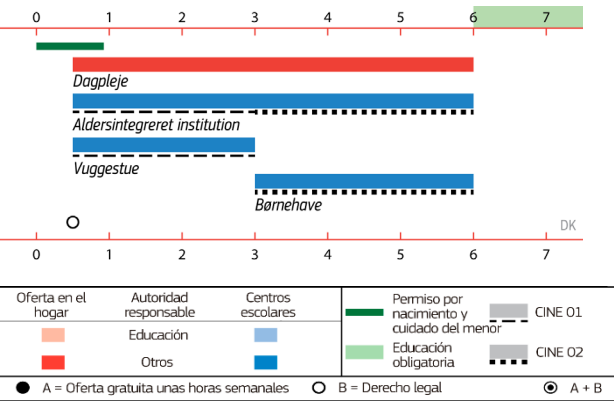 0 1 2 3 4 5 6 7
Dagpleje
Aldersintegreret institution
Vuggestue
Børnehave
DK
0 1 2 3 4 5 6 7
Oferta en el hogar
Autoridad responsable
Centros escolares
Educación
Otros
Permiso por
nacimiento y
cuidado del menor
Educación
obligatoria
CINE 01
CINE 02
A = Oferta gratuita unas horas semanales
B = Derecho legal
A + B